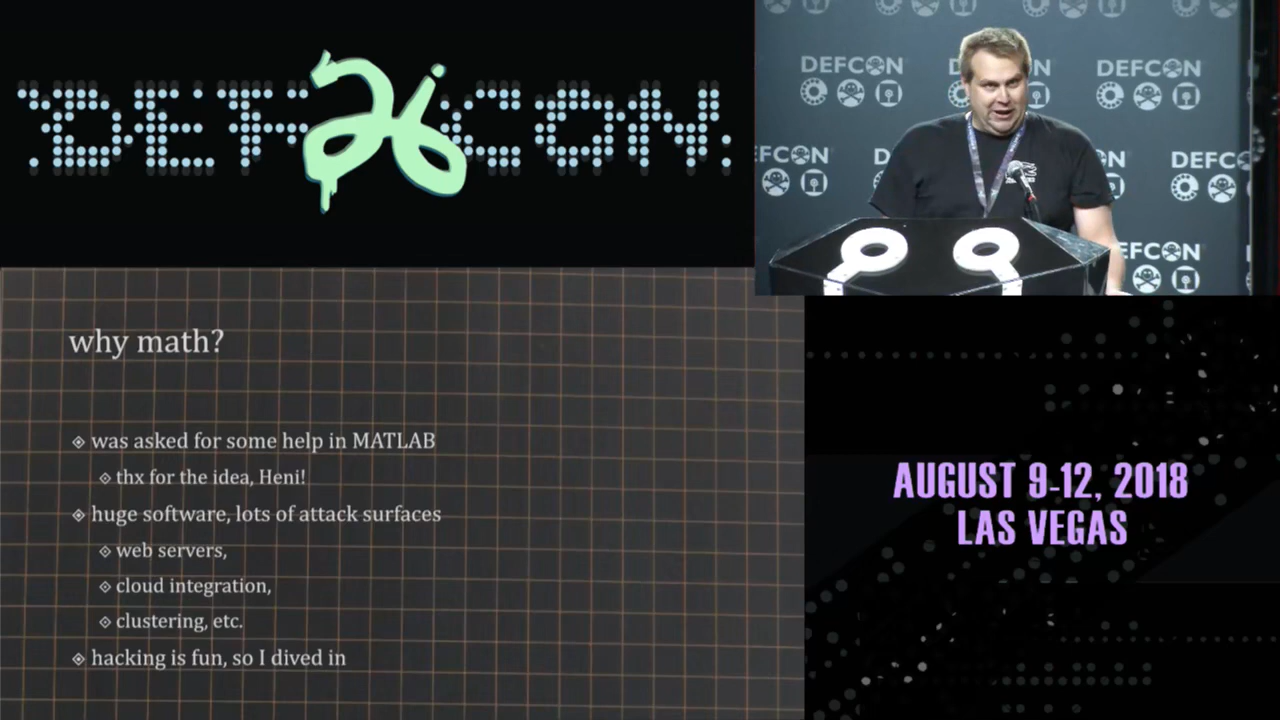 DEFCON
26
DEFCON
DEFCON
DEFCON
DEFCON
why math?
was asked for some help in MATLAB
thx for the idea, Heni!
huge software, lots of attack surfaces
web servers,
cloud integration,
clustering, etc.
hacking is fun, so I dived in
AUGUST 9-12, 2018
LAS VEGAS